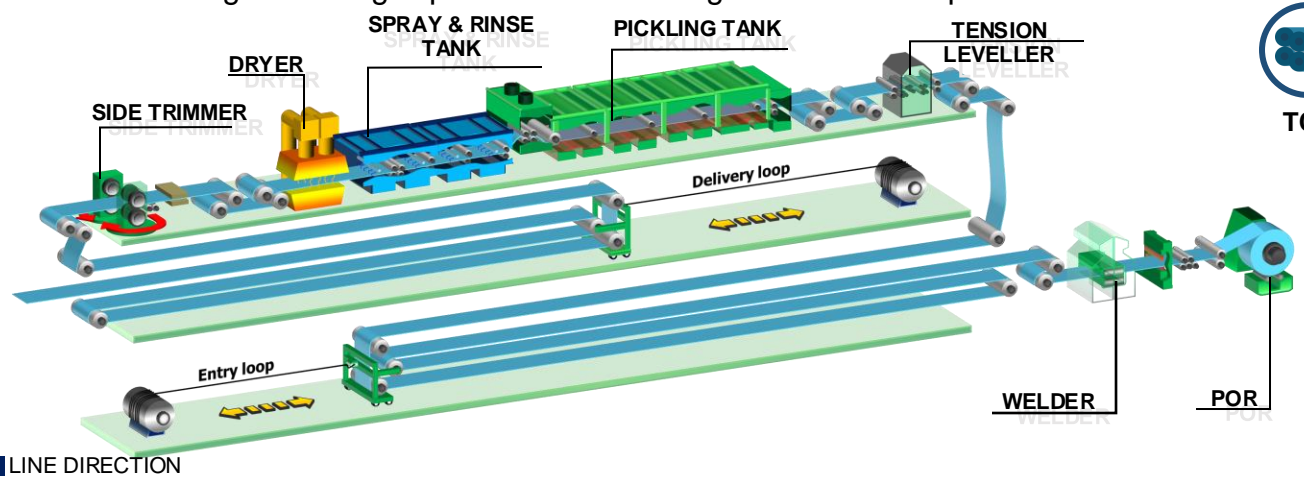 SPRAY & RINSE
TANK
PICKLING TANK
TENSION
LEVELLER
DRYER
SIDE TRIMMER
Delivery loop
Entry loop
WELDER
POR
LINE DIRECTION